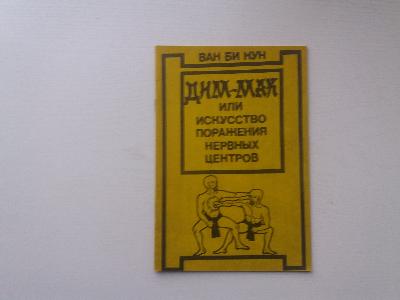 ВАН БИ КУН
ДИМ-МАК
ИЛИ
ИСКУССТВО
ПОРАЖЕНИЯ
НЕРВНЫХ
ЦЕНТРОВ